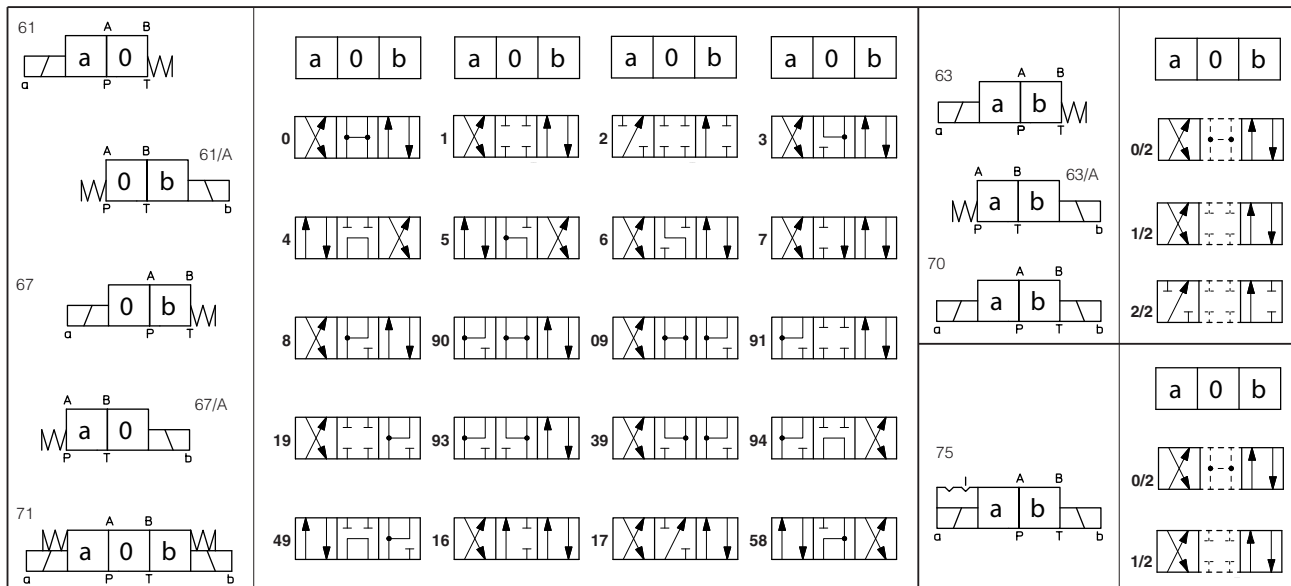 61
A B
a 0
a P T
61/A
A B
0 b
P T b
67
A B
0 b
a P T
67/A
A B
a 0
P T b
71
A B
a 0 b
a P T b
a 0 b a 0 b a 0 b a 0 b
0 1 2 3
4 5 6 7
8 90 09 91
19 93 39 94
49 16 17 58
63
A B
a b
a P T
63/A
A B
a b
P T b
70
A B
a b
a P T b
a 0 b
0/2
1/2
2/2
75
A B
a b
a P T b
a 0 b
0/2
1/2